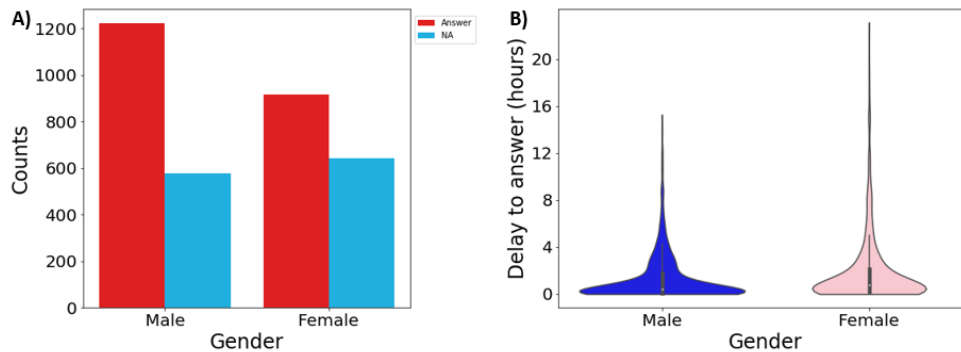 A)
Counts
1200
1000
800
600
400
200
0
Male
Female
Gender
Answer
NA
B)
Delay to answer (hours)
20
16
12
8
4
0
Male
Female
Gender